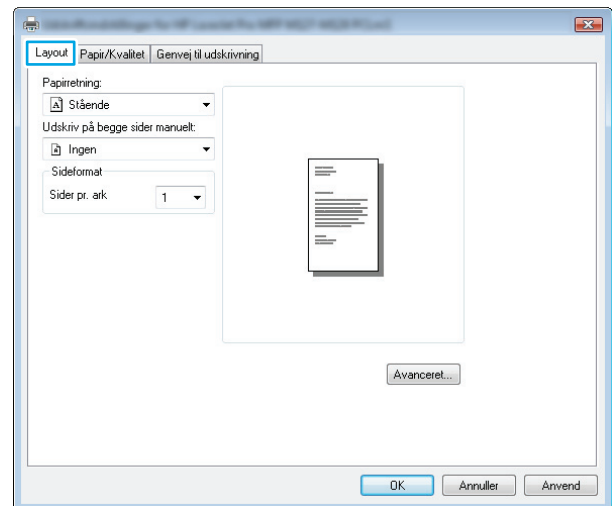 Layout
Papir/Kvalitet
Genvej til udskrivning
Papirretning:
A Stående
Udskriv på begge sider manuelt:
Ingen
Sideformat
Sider pr. ark 1
Avanceret...
OK Annuller Anvend